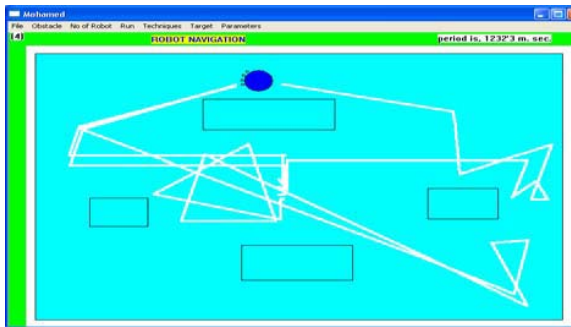 Mohamed
File Obstacle No of Robot Run Techniques Target Parameters
(4) ROBOT NAVIGATION period is, 1232'3 m. sec.